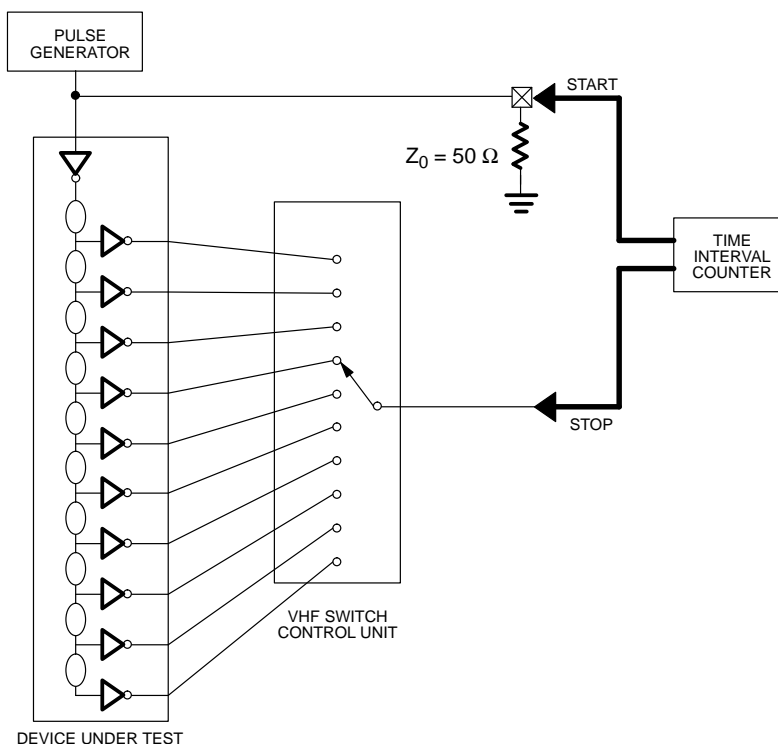 PULSE
GENERATOR
START
Z0 = 50 Ω
TIME
INTERVAL
COUNTER
STOP
VHF SWITCH
CONTROL UNIT
DEVICE UNDER TEST